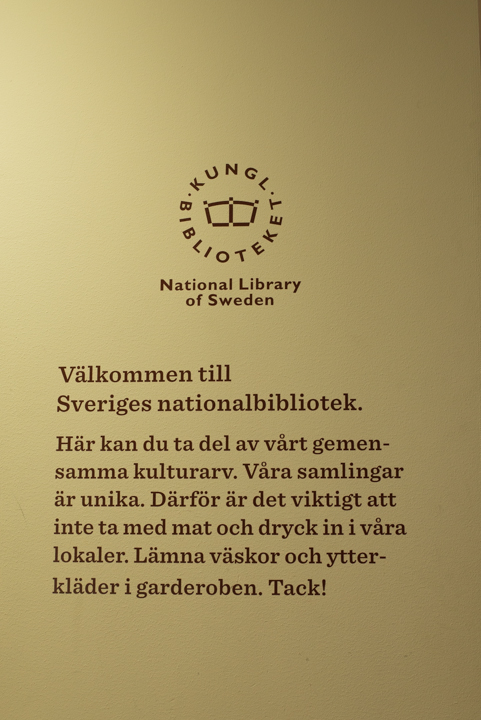 · KUNGL · BIBLIOTEKET
National Library
of Sweden
Välkommen till
Sveriges nationalbibliotek.
Här kan du ta del av vårt gemen-
samma kulturarv. Våra samlingar
är unika. Därför är det viktigt att
inte ta med mat och dryck in i våra
lokaler. Lämna väskor och ytter-
kläder i garderoben. Tack!